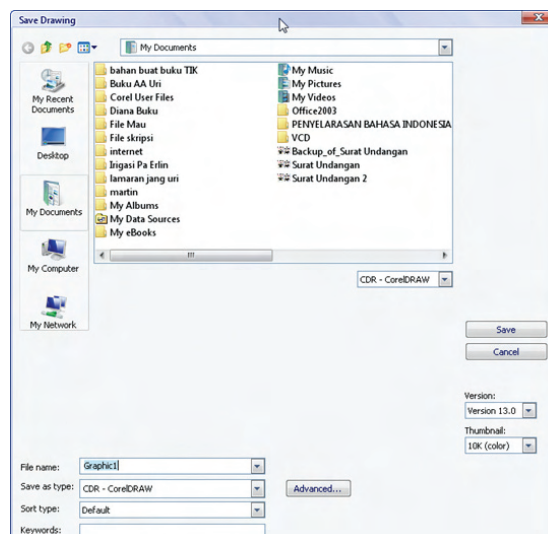 Save Drawing
My Documents
My Recent
Documents
Desktop
My Documents
My Computer
My Network
bahan buat buku TIK
Buku AA Uri
Corel User Files
Diana Buku
File Mau
File skripsi
internet
Irigasi Pa Erlin
lamaran jang uri
martin
My Albums
My Data Sources
My eBooks
My Music
My Pictures
My Videos
Office2003
PENYELARASAN BAHASA INDONESIA
VCD
Backup_of_Surat Undangan
Surat Undangan
Surat Undangan 2
CDR - CorelDRAW
Save
Cancel
Version:
Version 13.0
Thumbnail:
10K (color)
File name: Graphic1
Save as type: CDR - CorelDRAW
Advanced...
Sort type: Default
Keywords: